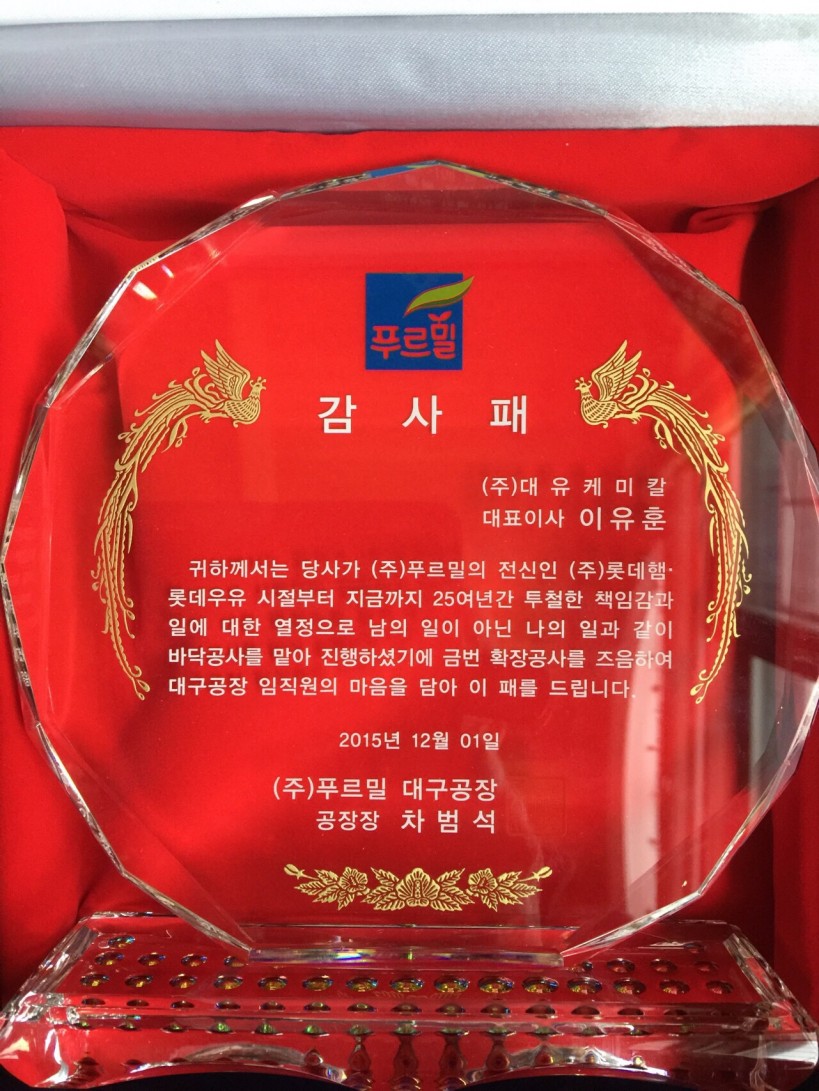 푸르밀
감 사 패
(주)대 유 케 미 칼
대표이사 이유훈
귀하께서는 당사가 (주)푸르밀의 전신인 (주)롯데햄·
롯데우유 시절부터 지금까지 25여년간 투철한 책임감과
일에 대한 열정으로 남의 일이 아닌 나의 일과 같이
바닥공사를 맡아 진행하셨기에 금번 확장공사를 즈음하여
대구공장 임직원의 마음을 담아 이 패를 드립니다.
2015년 12월 01일
(주)푸르밀 대구공장
공장장 차 범 석